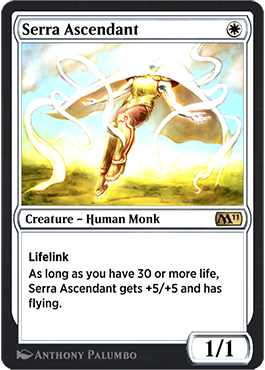 Serra Ascendant
Creature – Human Monk
M11
Lifelink
As long as you have 30 or more life,
Serra Ascendant gets +5/+5 and has
flying.
Anthony Palumbo
1/1